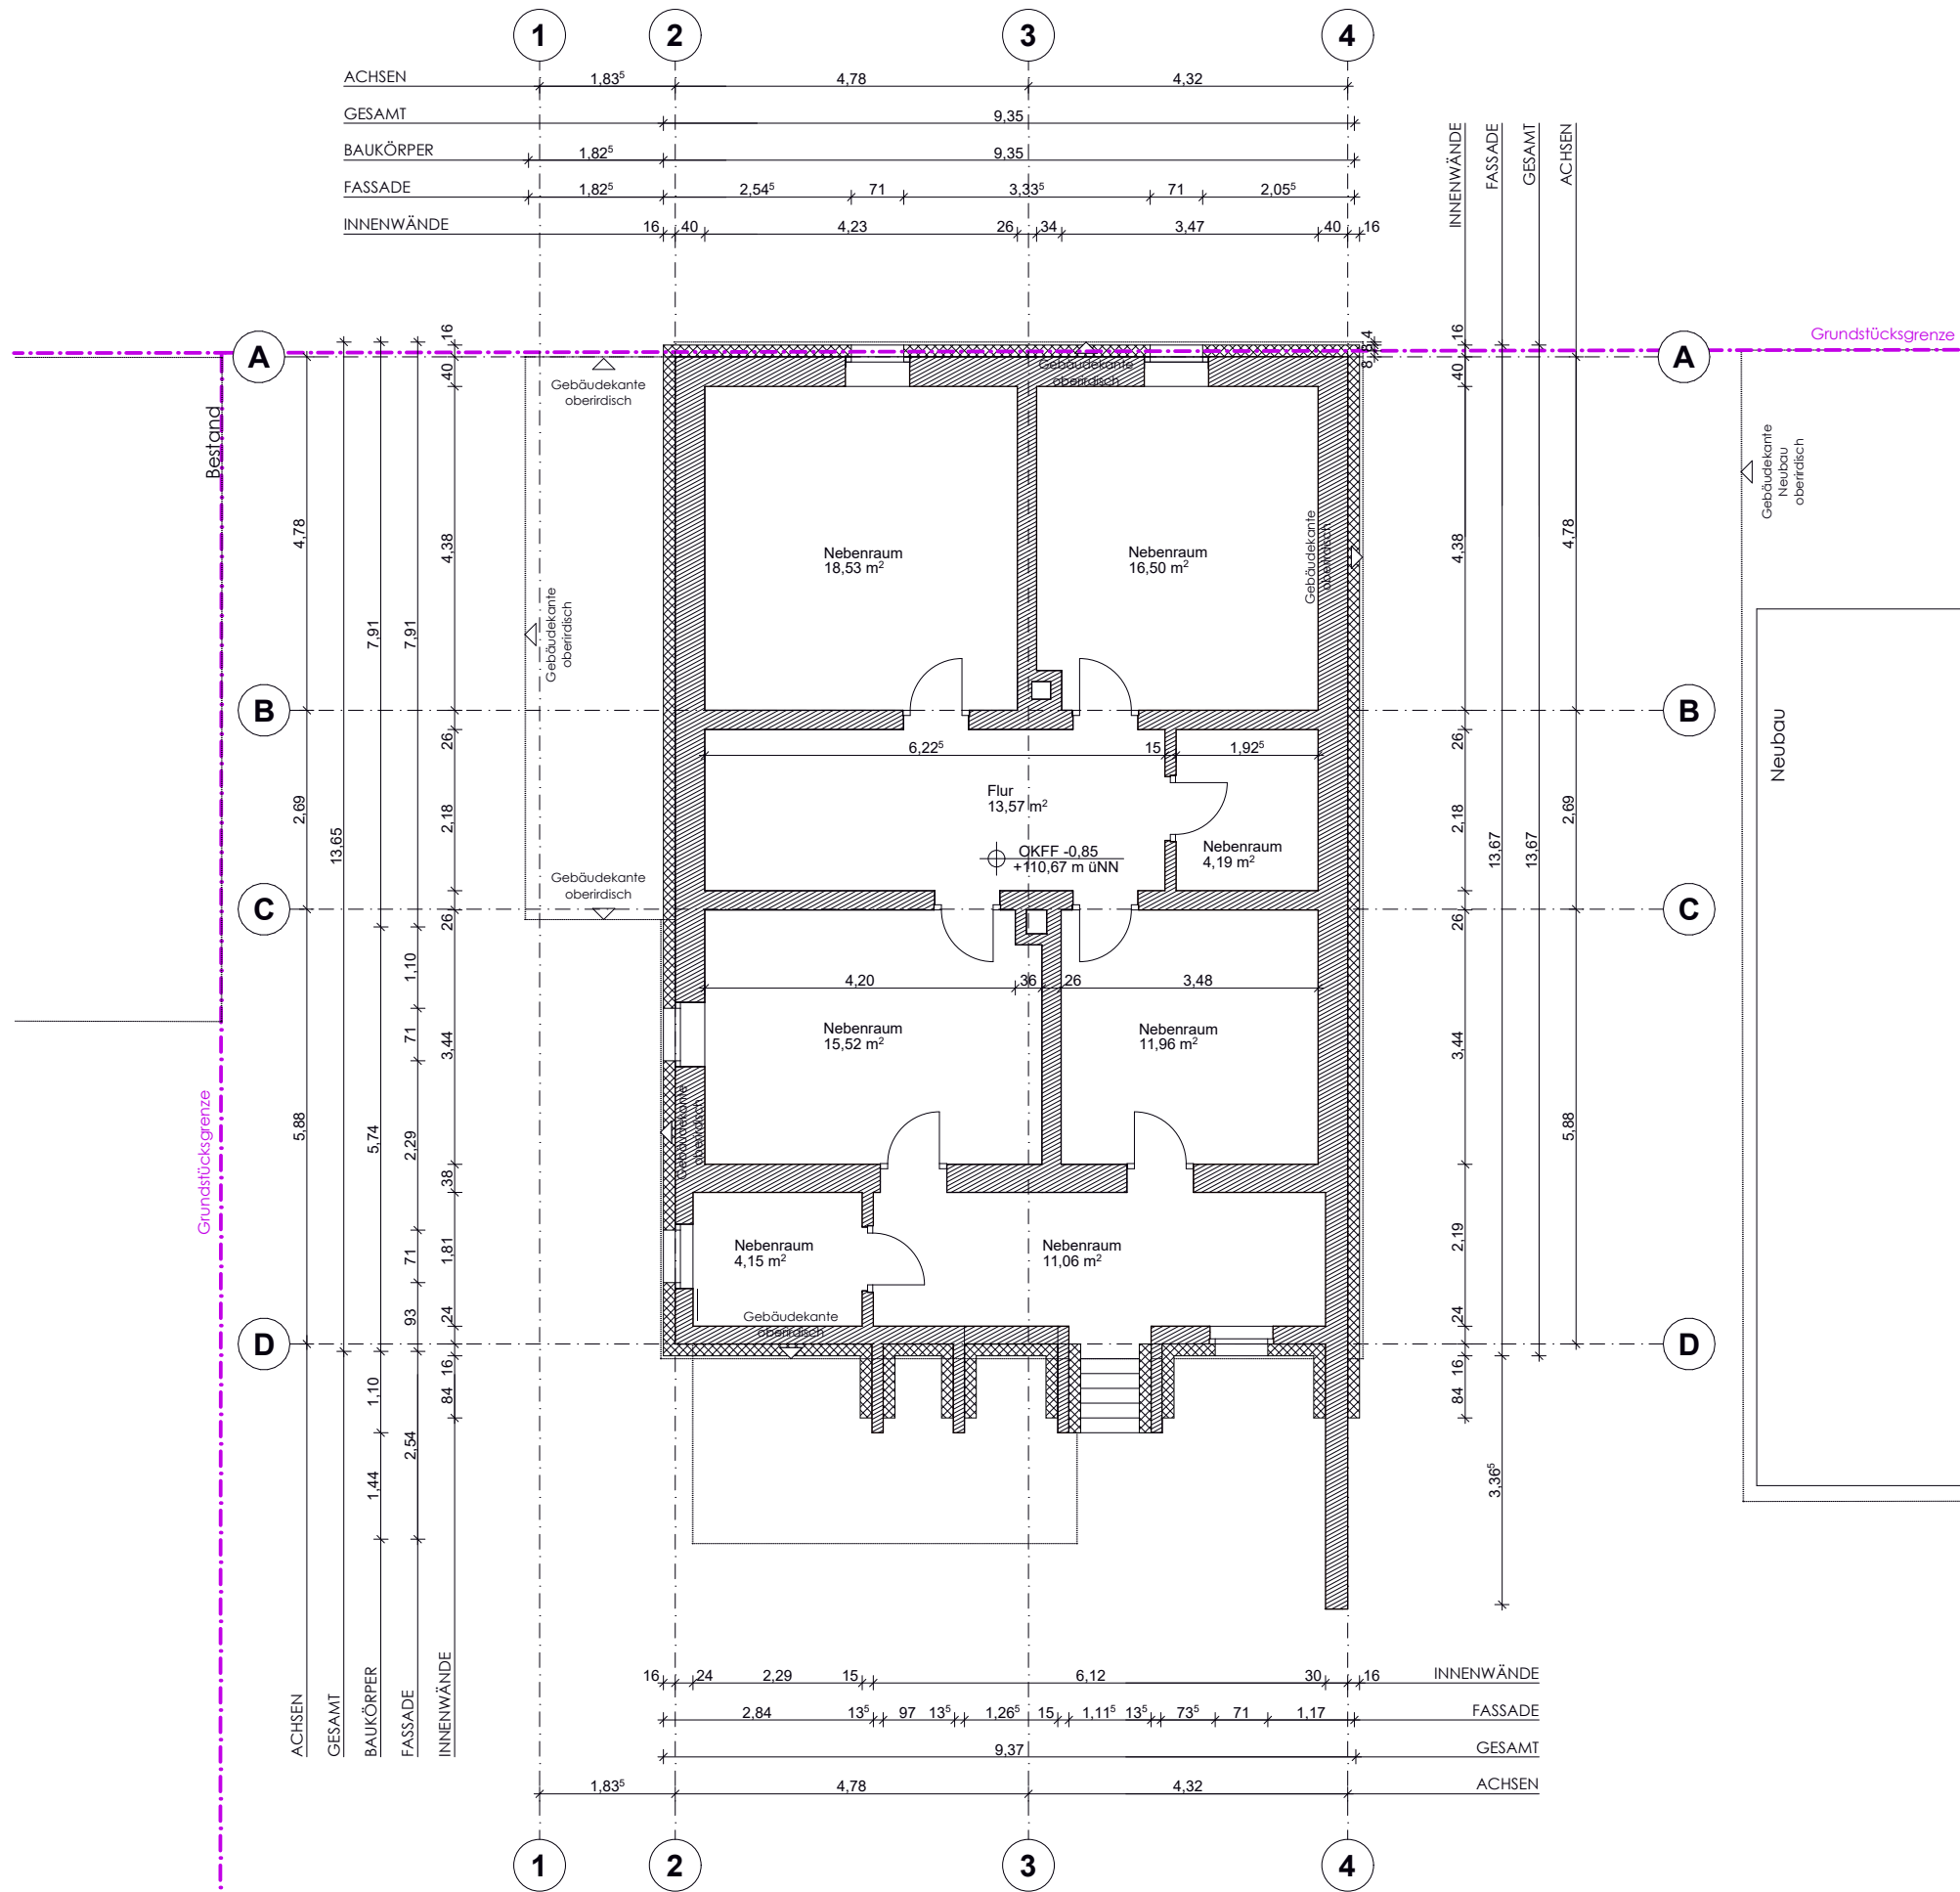 1 2 3 4
ACHSEN 1,83⁵ 4,78 4,32
GESAMT 9,35
BAUKÖRPER 1,82⁵ 9,35
FASSADE 1,82⁵ 2,54⁵ 71 3,33⁵ 71 2,05⁵
INNENWÄNDE 16 40 4,23 26 34 3,47 40 16
INNENWÄNDE
FASSADE
GESAMT
ACHSEN
Grundstücksgrenze
A
A
Gebäudekante
oberirdisch
Gebäudekante
oberirdisch
Bestand
Gebäudekante
Neubau
oberirdisch
Gebäudekante
oberirdisch
Gebäudekante
oberirdisch
Nebenraum
18,53 m²
Nebenraum
16,50 m²
B
B
6,22⁵ 15 1,92⁵
Neubau
Flur
13,57 m²
OKFF -0,85
+110,67 m üNN
Nebenraum
4,19 m²
Gebäudekante
oberirdisch
C
C
4,20 36 26 3,48
Nebenraum
15,52 m²
Nebenraum
11,96 m²
Gebäudekante
oberirdisch
Grundstücksgrenze
Nebenraum
4,15 m²
Nebenraum
11,06 m²
Gebäudekante
oberirdisch
D
D
4,78 2,69 5,88
13,65
7,91 5,74 1,10 1,44
7,91 1,10 71 2,29 71 93 2,54
16 40 4,38 26 2,18 26 3,44 38 1,81 24 16 84
16 40 4,38 26 2,18 26 3,44 2,19 24 16 84
13,67 3,36⁵
13,67
4,78 2,69 5,88
ACHSEN
GESAMT
BAUKÖRPER
FASSADE
INNENWÄNDE
16 24 2,29 15 6,12 30 16 INNENWÄNDE
2,84 13⁵ 97 13⁵ 1,26⁵ 15 1,11⁵ 13⁵ 73⁵ 71 1,17 FASSADE
9,37 GESAMT
1,83⁵ 4,78 4,32 ACHSEN
1 2 3 4